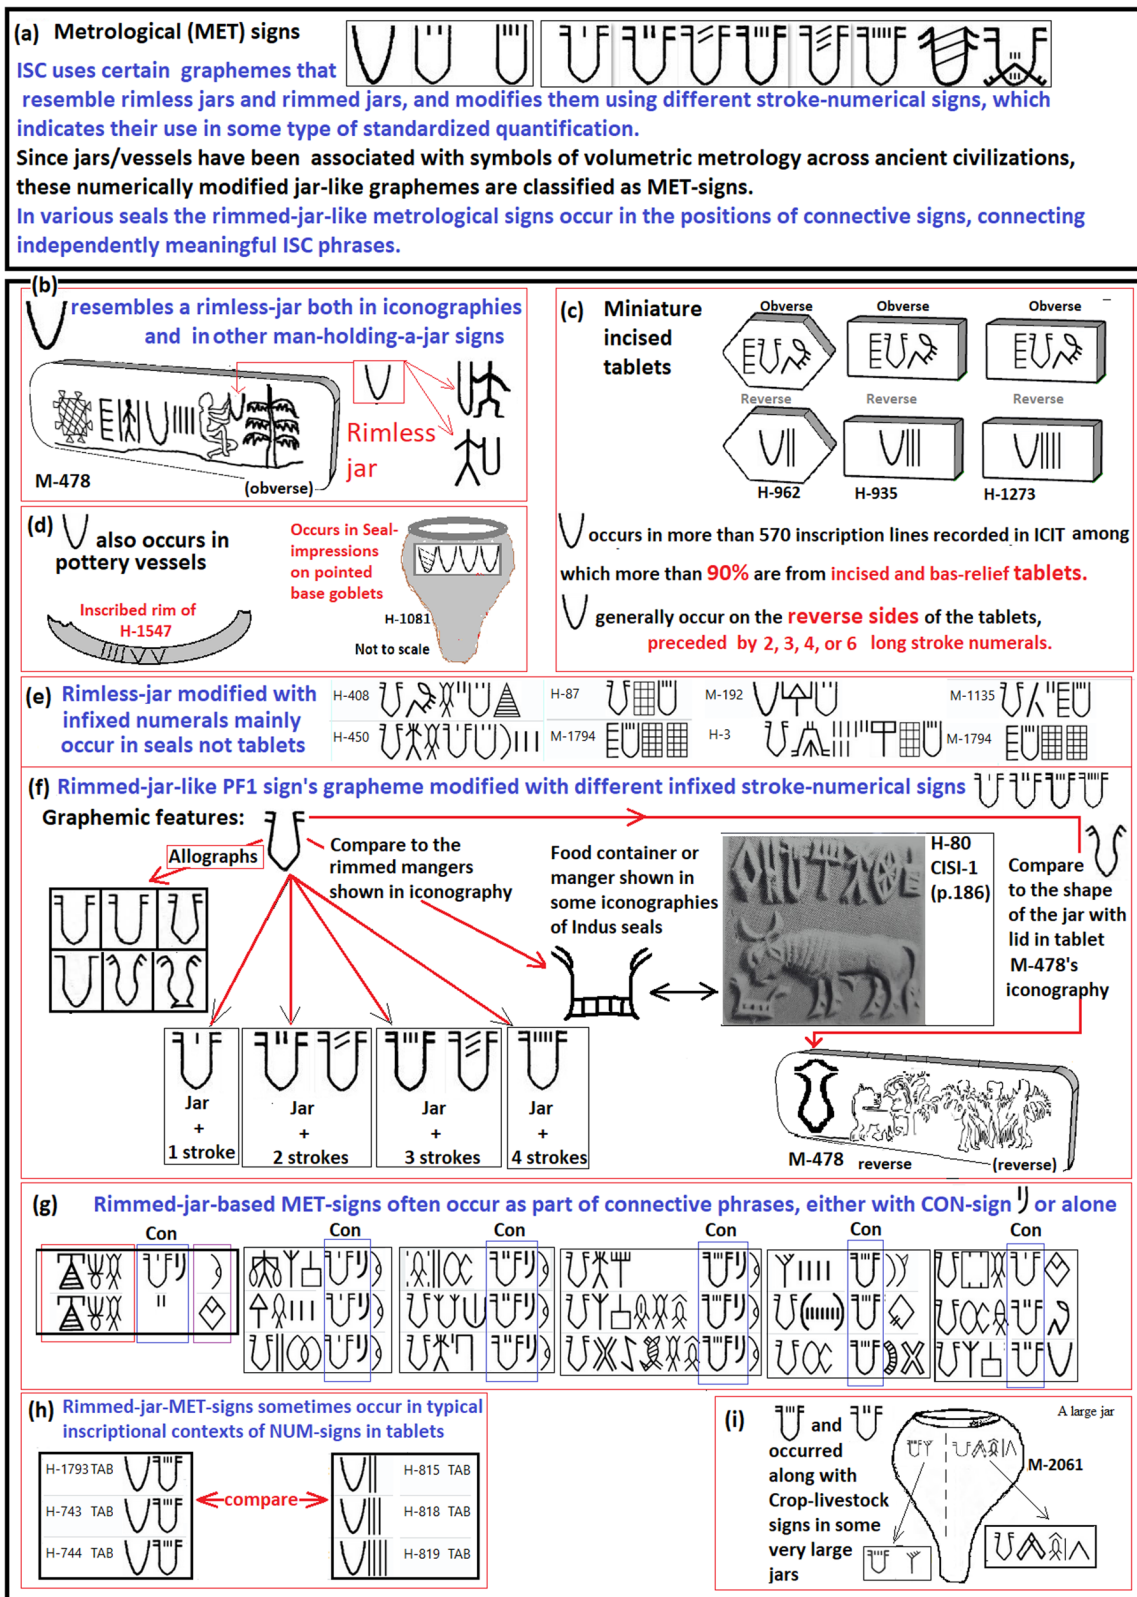 (a) Metrological (MET) signs
ISC uses certain graphemes that
resemble rimless jars and rimmed jars, and modifies them using different stroke-numerical signs, which
indicates their use in some type of standardized quantification.
Since jars/vessels have been associated with symbols of volumetric metrology across ancient civilizations,
these numerically modified jar-like graphemes are classified as MET-signs.
In various seals the rimmed-jar-like metrological signs occur in the positions of connective signs, connecting
independently meaningful ISC phrases.
(b)
resembles a rimless-jar both in iconographies
and in other man-holding-a-jar signs
Rimless
jar
M-478
(obverse)
(c) Miniature
incised
tablets
Obverse
Obverse
Obverse
Reverse
Reverse
Reverse
H-962
H-935
H-1273
occurs in more than 570 inscription lines recorded in ICIT among
which more than 90% are from incised and bas-relief tablets.
generally occur on the reverse sides of the tablets,
preceded by 2, 3, 4, or 6 long stroke numerals.
(d)
also occurs in
pottery vessels
Inscribed rim of
H-1547
Occurs in Seal-
impressions
on pointed
base goblets
H-1081
Not to scale
(e) Rimless-jar modified with
infixed numerals mainly
occur in seals not tablets
H-408
H-87
M-192
M-1135
H-450
M-1794
H-3
M-1794
(f) Rimmed-jar-like PF1 sign's grapheme modified with different infixed stroke-numerical signs
Graphemic features:
Allographs
Compare to the
rimmed mangers
shown in iconography
Food container or
manger shown in
some iconographies
of Indus seals
H-80
CISI-1
(p.186)
Compare
to the shape
of the jar with
lid in tablet
M-478's
iconography
Jar
+
1 stroke
Jar
+
2 strokes
Jar
+
3 strokes
Jar
+
4 strokes
M-478 reverse
(reverse)
(g) Rimmed-jar-based MET-signs often occur as part of connective phrases, either with CON-sign or alone
Con
Con
Con
Con
Con
Con
(h) Rimmed-jar-MET-signs sometimes occur in typical
inscriptional contexts of NUM-signs in tablets
H-1793 TAB
H-743 TAB
H-744 TAB
compare
H-815 TAB
H-818 TAB
H-819 TAB
(i)
and
occurred
along with
Crop-livestock
signs in some
very large
jars
A large jar
M-2061